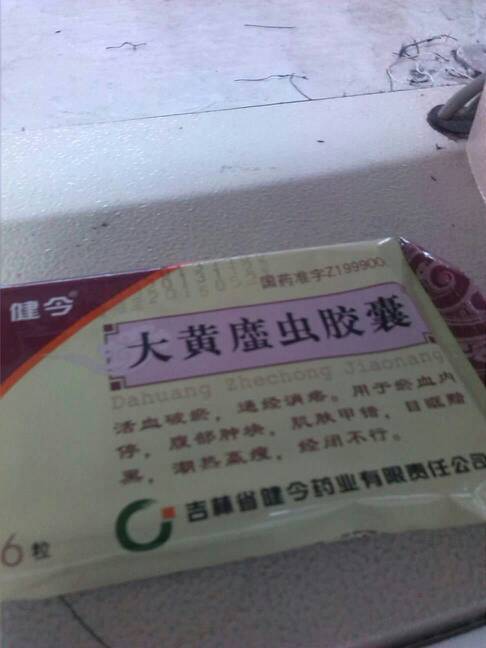 国药准字Z199900
健今
大黄䗪虫胶囊
Dahuang Zhechong Jiaonang
活血破瘀，通经消痞。用于瘀血内
停，腹部肿块，肌肤甲错，目眶黯
黑，潮热羸瘦，经闭不行。
吉林省健今药业有限责任公司
6粒